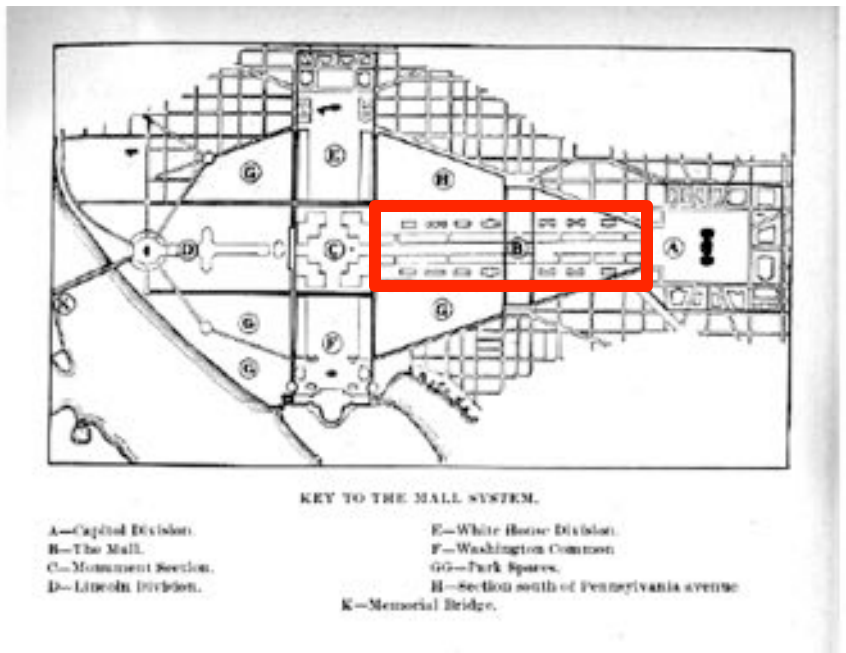 G
E
H
D
C
B
A
K
G
F
G
G
KEY TO THE MALL SYSTEM.
A—Capitol Division.
B—The Mall.
C—Monument Section.
D—Lincoln Division.
E—White House Division.
F—Washington Common
GG—Park Spaces.
H—Section south of Pennsylvania avenue
K—Memorial Bridge.